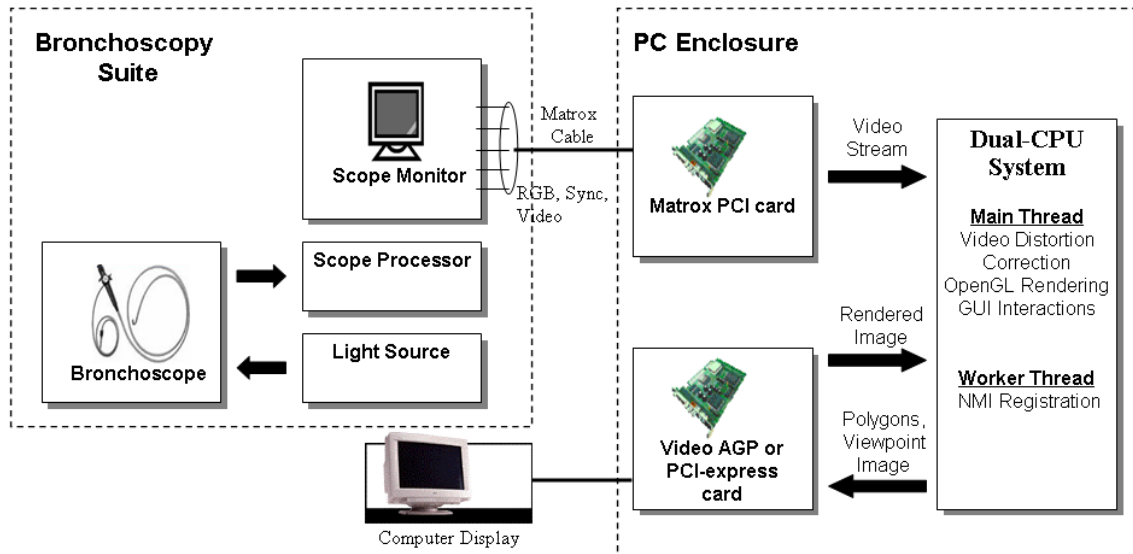 Bronchoscopy
Suite
Scope Monitor
Matrox
Cable
RGB, Sync,
Video
Scope Processor
Bronchoscope
Light Source
PC Enclosure
Matrox PCI card
Video
Stream
Dual-CPU
System
Main Thread
Video Distortion
Correction
OpenGL Rendering
GUI Interactions
Rendered
Image
Worker Thread
NMI Registration
Polygons,
Viewpoint
Image
Video AGP or
PCI-express
card
Computer Display